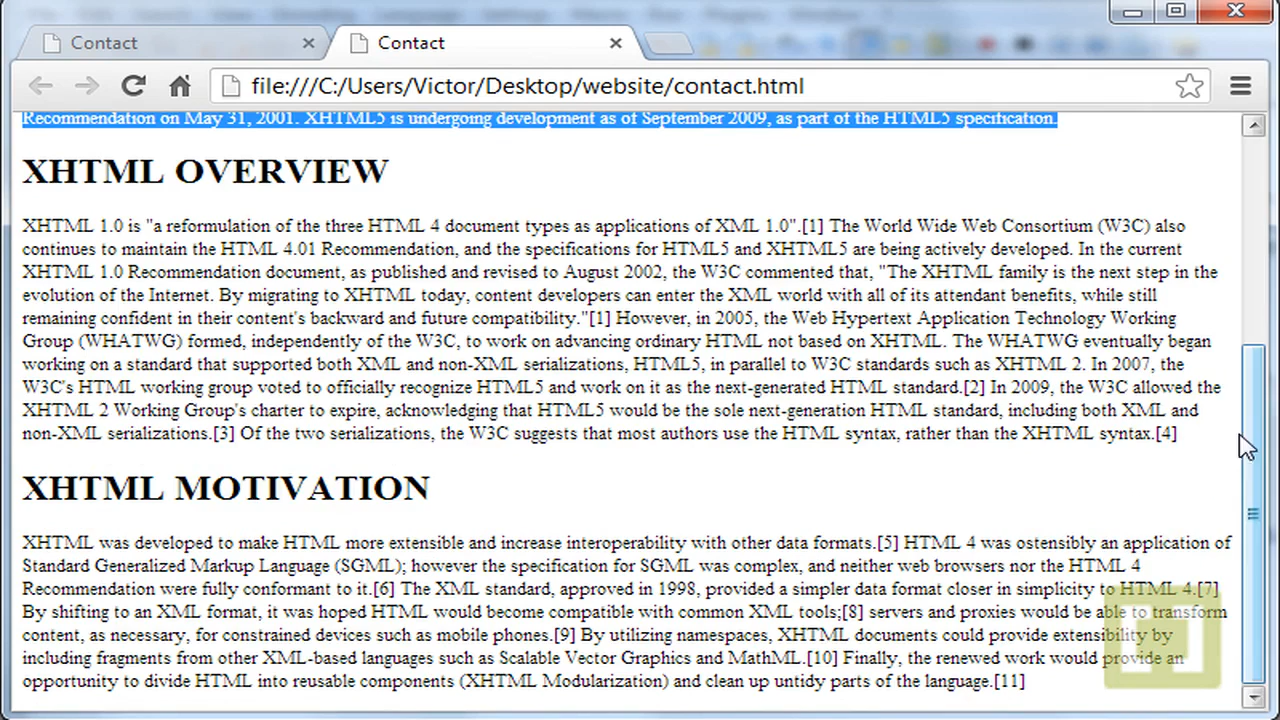 Contact
Contact
file:///C:/Users/Victor/Desktop/website/contact.html
Recommendation on May 31, 2001. XHTML5 is undergoing development as of September 2009, as part of the HTML5 specification.
XHTML OVERVIEW
XHTML 1.0 is "a reformulation of the three HTML 4 document types as applications of XML 1.0".[1] The World Wide Web Consortium (W3C) also
continues to maintain the HTML 4.01 Recommendation, and the specifications for HTML5 and XHTML5 are being actively developed. In the current
XHTML 1.0 Recommendation document, as published and revised to August 2002, the W3C commented that, "The XHTML family is the next step in the
evolution of the Internet. By migrating to XHTML today, content developers can enter the XML world with all of its attendant benefits, while still
remaining confident in their content's backward and future compatibility."[1] However, in 2005, the Web Hypertext Application Technology Working
Group (WHATWG) formed, independently of the W3C, to work on advancing ordinary HTML not based on XHTML. The WHATWG eventually began
working on a standard that supported both XML and non-XML serializations, HTML5, in parallel to W3C standards such as XHTML 2. In 2007, the
W3C's HTML working group voted to officially recognize HTML5 and work on it as the next-generated HTML standard.[2] In 2009, the W3C allowed the
XHTML 2 Working Group's charter to expire, acknowledging that HTML5 would be the sole next-generation HTML standard, including both XML and
non-XML serializations.[3] Of the two serializations, the W3C suggests that most authors use the HTML syntax, rather than the XHTML syntax.[4]
XHTML MOTIVATION
XHTML was developed to make HTML more extensible and increase interoperability with other data formats.[5] HTML 4 was ostensibly an application of
Standard Generalized Markup Language (SGML); however the specification for SGML was complex, and neither web browsers nor the HTML 4
Recommendation were fully conformant to it.[6] The XML standard, approved in 1998, provided a simpler data format closer in simplicity to HTML 4.[7]
By shifting to an XML format, it was hoped HTML would become compatible with common XML tools;[8] servers and proxies would be able to transform
content, as necessary, for constrained devices such as mobile phones.[9] By utilizing namespaces, XHTML documents could provide extensibility by
including fragments from other XML-based languages such as Scalable Vector Graphics and MathML.[10] Finally, the renewed work would provide an
opportunity to divide HTML into reusable components (XHTML Modularization) and clean up untidy parts of the language.[11]